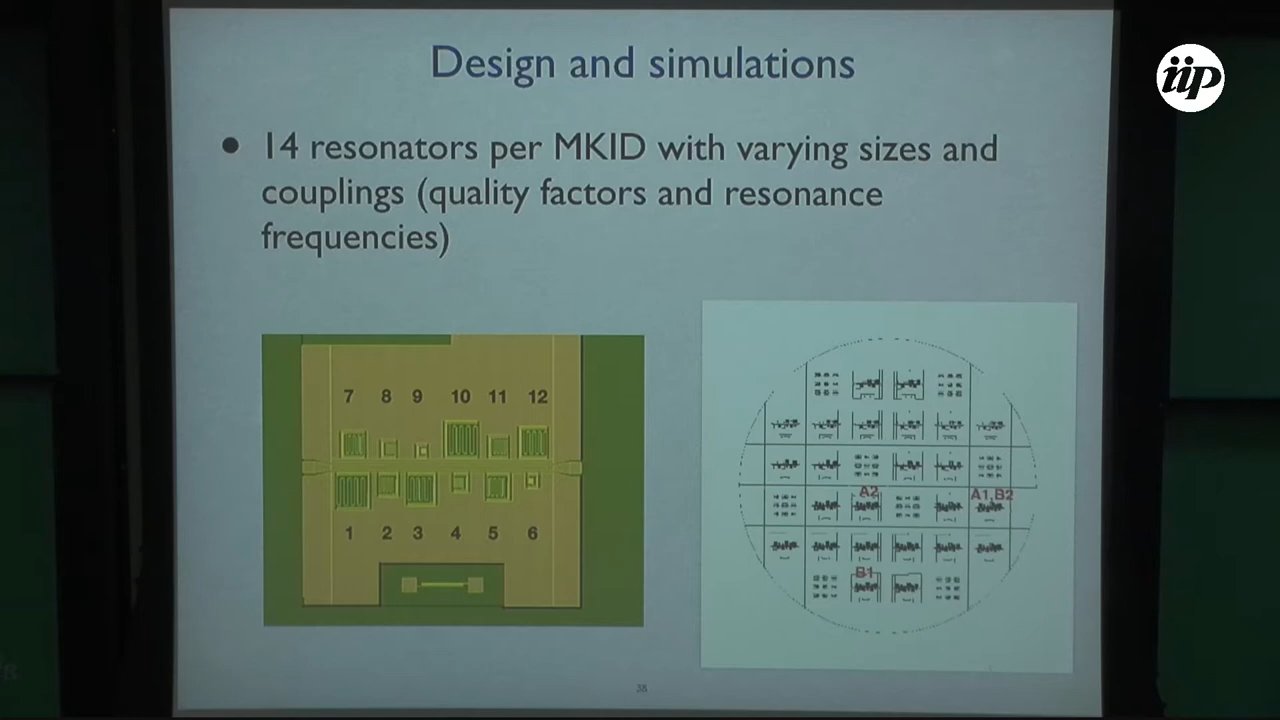 Design and simulations
iip
• 14 resonators per MKID with varying sizes and
couplings (quality factors and resonance
frequencies)
7 8 9 10 11 12
1 2 3 4 5 6
A2
A1,B2
B1
38